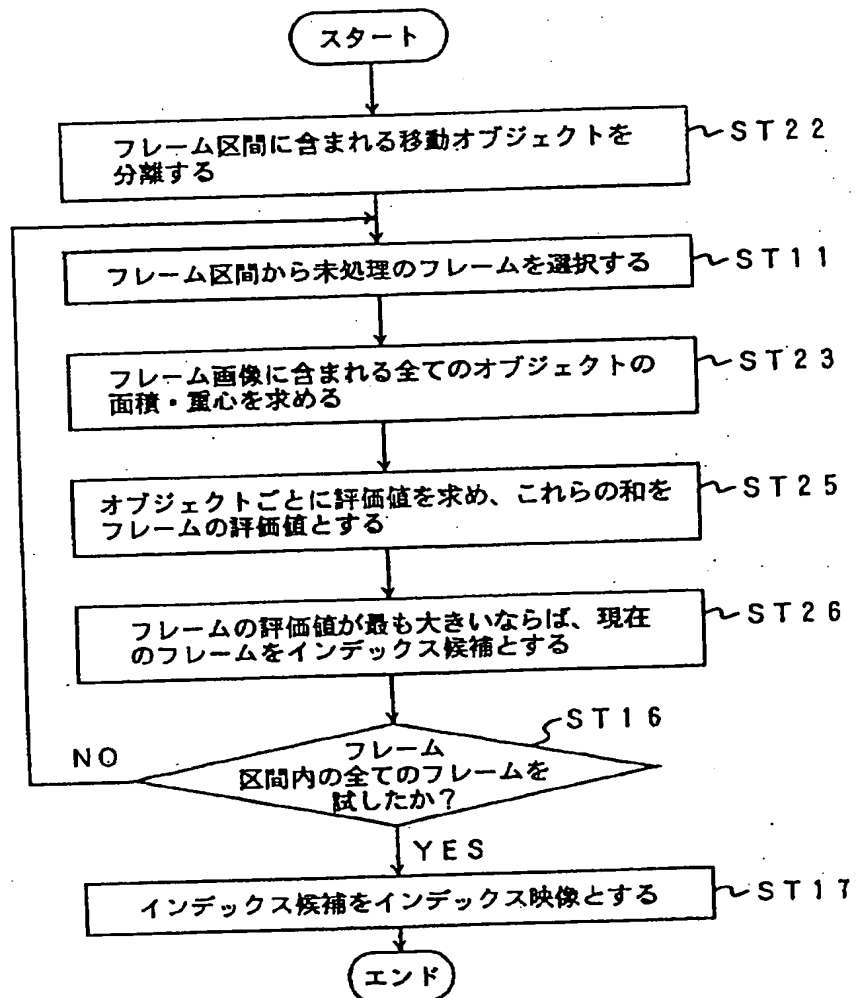 スタート
フレーム区間に含まれる移動オブジェクトを
分離する
ST22
フレーム区間から未処理のフレームを選択する
ST11
フレーム画像に含まれる全てのオブジェクトの
面積・重心を求める
ST23
オブジェクトごとに評価値を求め、これらの和を
フレームの評価値とする
ST25
フレームの評価値が最も大きいならば、現在
のフレームをインデックス候補とする
ST26
ST16
フレーム
区間内の全てのフレームを
試したか？
NO
YES
インデックス候補をインデックス映像とする
ST17
エンド